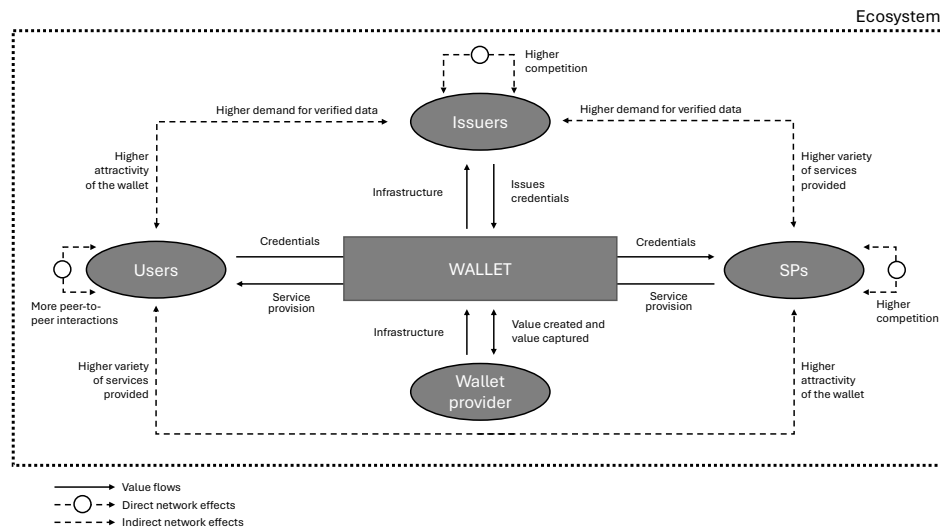 Ecosystem
Higher
competition
Higher demand for verified data
Issuers
Higher demand for verified data
Higher
attractivity
of the wallet
Infrastructure
Issues
credentials
Higher variety
of services
provided
Credentials
WALLET
Credentials
Users
SPs
Service
provision
Service
provision
More peer-to-
peer interactions
Higher
competition
Infrastructure
Value created and
value captured
Higher variety
of services
provided
Wallet
provider
Higher
attractivity
of the wallet
Value flows
Direct network effects
Indirect network effects